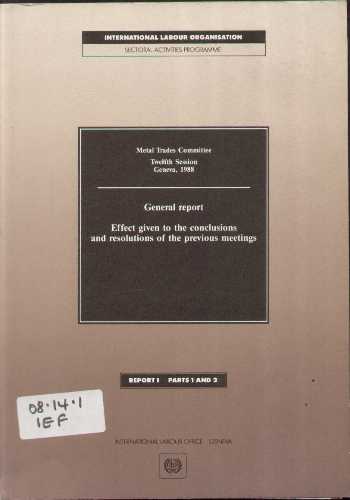 INTERNATIONAL LABOUR ORGANISATION
SECTORAL ACTIVITIES PROGRAMME
Metal Trades Committee
Twelfth Session
Geneva, 1988
General report
Effect given to the conclusions
and resolutions of the previous meetings
REPORT I PARTS 1 AND 2
08.14.1
IEF
INTERNATIONAL LABOUR OFFICE GENEVA